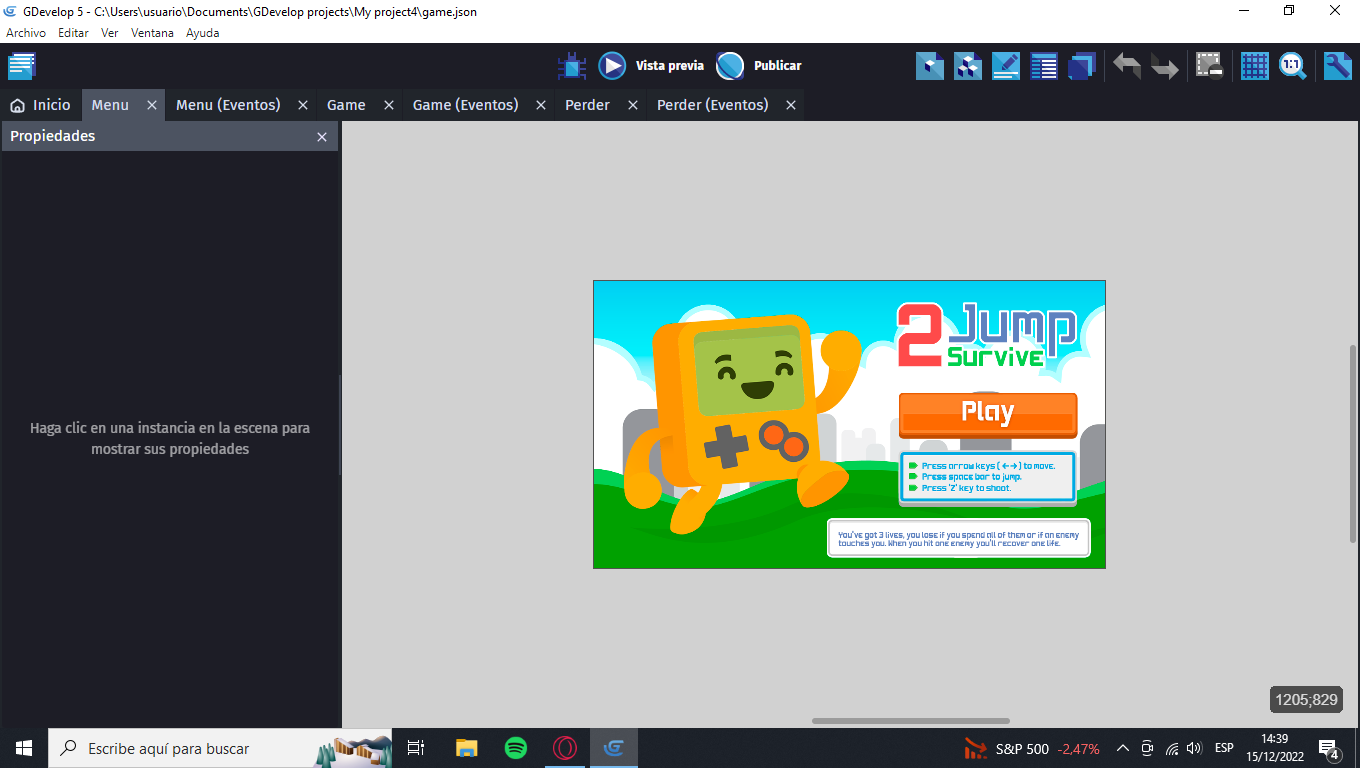 GDevelop 5 - C:\Users\usuario\Documents\GDevelop projects\My project4\game.json
Archivo Editar Ver Ventana Ayuda
Vista previa Publicar 1:1
Inicio Menu Menu (Eventos) Game Game (Eventos) Perder Perder (Eventos)
Propiedades
Haga clic en una instancia en la escena para
mostrar sus propiedades
2 Jump
Survive
Play
Press arrow keys ( ←→ ) to move.
Press space bar to jump.
Press 'Z' key to shoot.
You've got 3 lives, you lose if you spend all of them or if an enemy
touches you. When you hit one enemy you'll recover one life.
1205;829
Escribe aquí para buscar
S&P 500 -2,47% ESP
14:39
15/12/2022
4